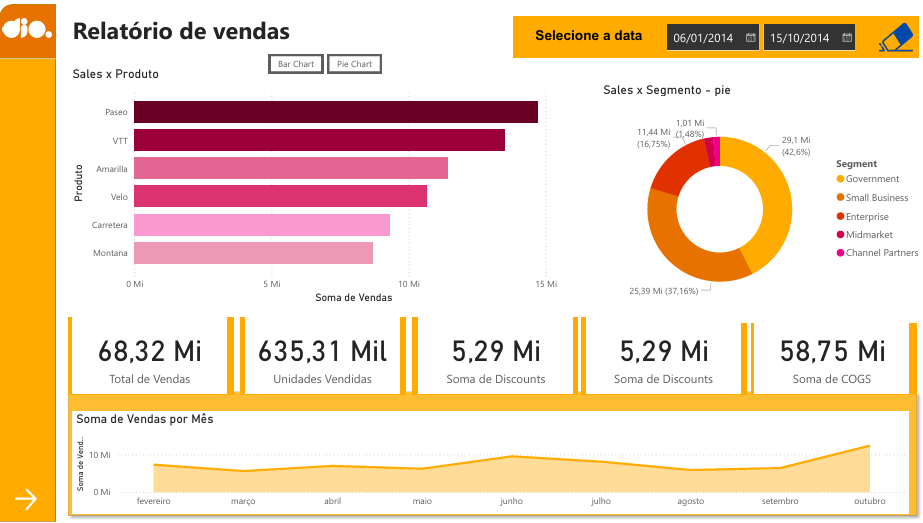 dio.
Relatório de vendas
Selecione a data
06/01/2014
15/10/2014
Bar Chart
Pie Chart
Sales x Produto
Produto
Paseo
VTT
Amarilla
Velo
Carretera
Montana
0 Mi
5 Mi
10 Mi
15 Mi
Soma de Vendas
Sales x Segmento - pie
1,01 Mi
(1,48%)
11,44 Mi
(16,75%)
29,1 Mi
(42,6%)
25,39 Mi (37,16%)
Segment
Government
Small Business
Enterprise
Midmarket
Channel Partners
68,32 Mi
Total de Vendas
635,31 Mil
Unidades Vendidas
5,29 Mi
Soma de Discounts
5,29 Mi
Soma de Discounts
58,75 Mi
Soma de COGS
Soma de Vendas por Mês
Soma de Vend...
10 Mi
0 Mi
fevereiro
março
abril
maio
junho
julho
agosto
setembro
outubro